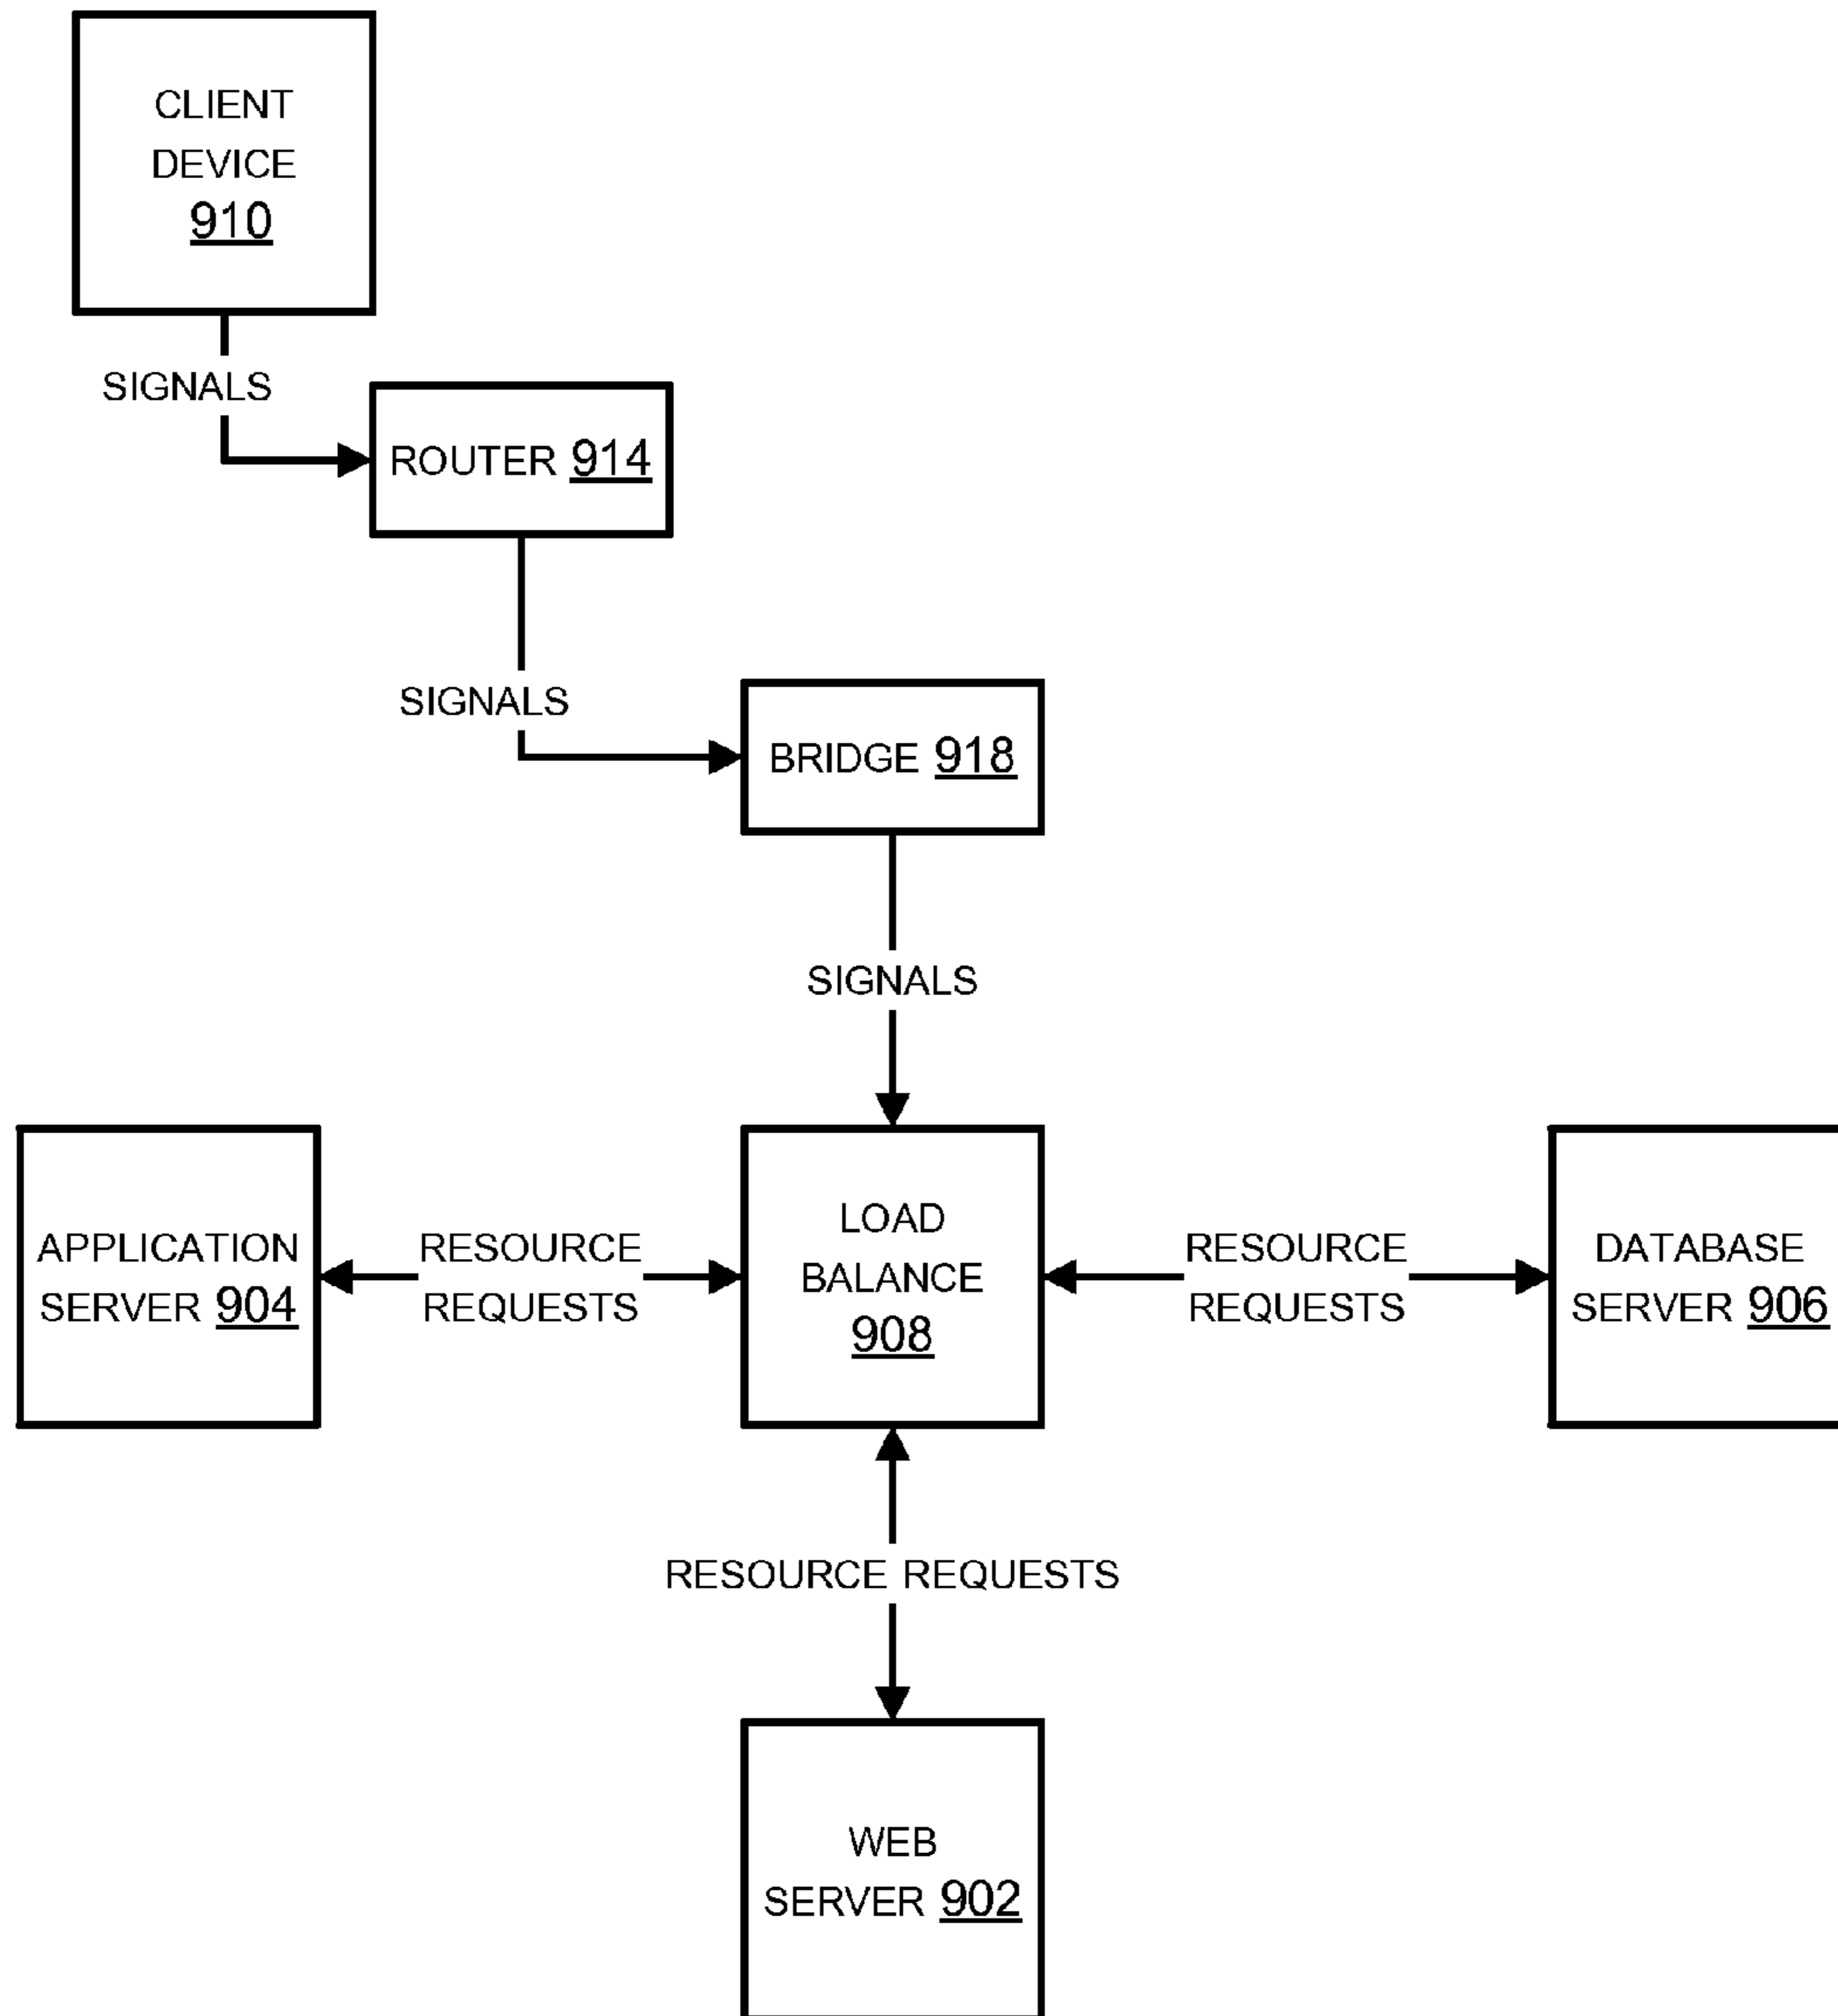 CLIENT
DEVICE
910
SIGNALS
ROUTER 914
SIGNALS
BRIDGE 918
SIGNALS
APPLICATION
SERVER 904
RESOURCE
REQUESTS
LOAD
BALANCE
908
RESOURCE
REQUESTS
DATABASE
SERVER 906
RESOURCE REQUESTS
WEB
SERVER 902